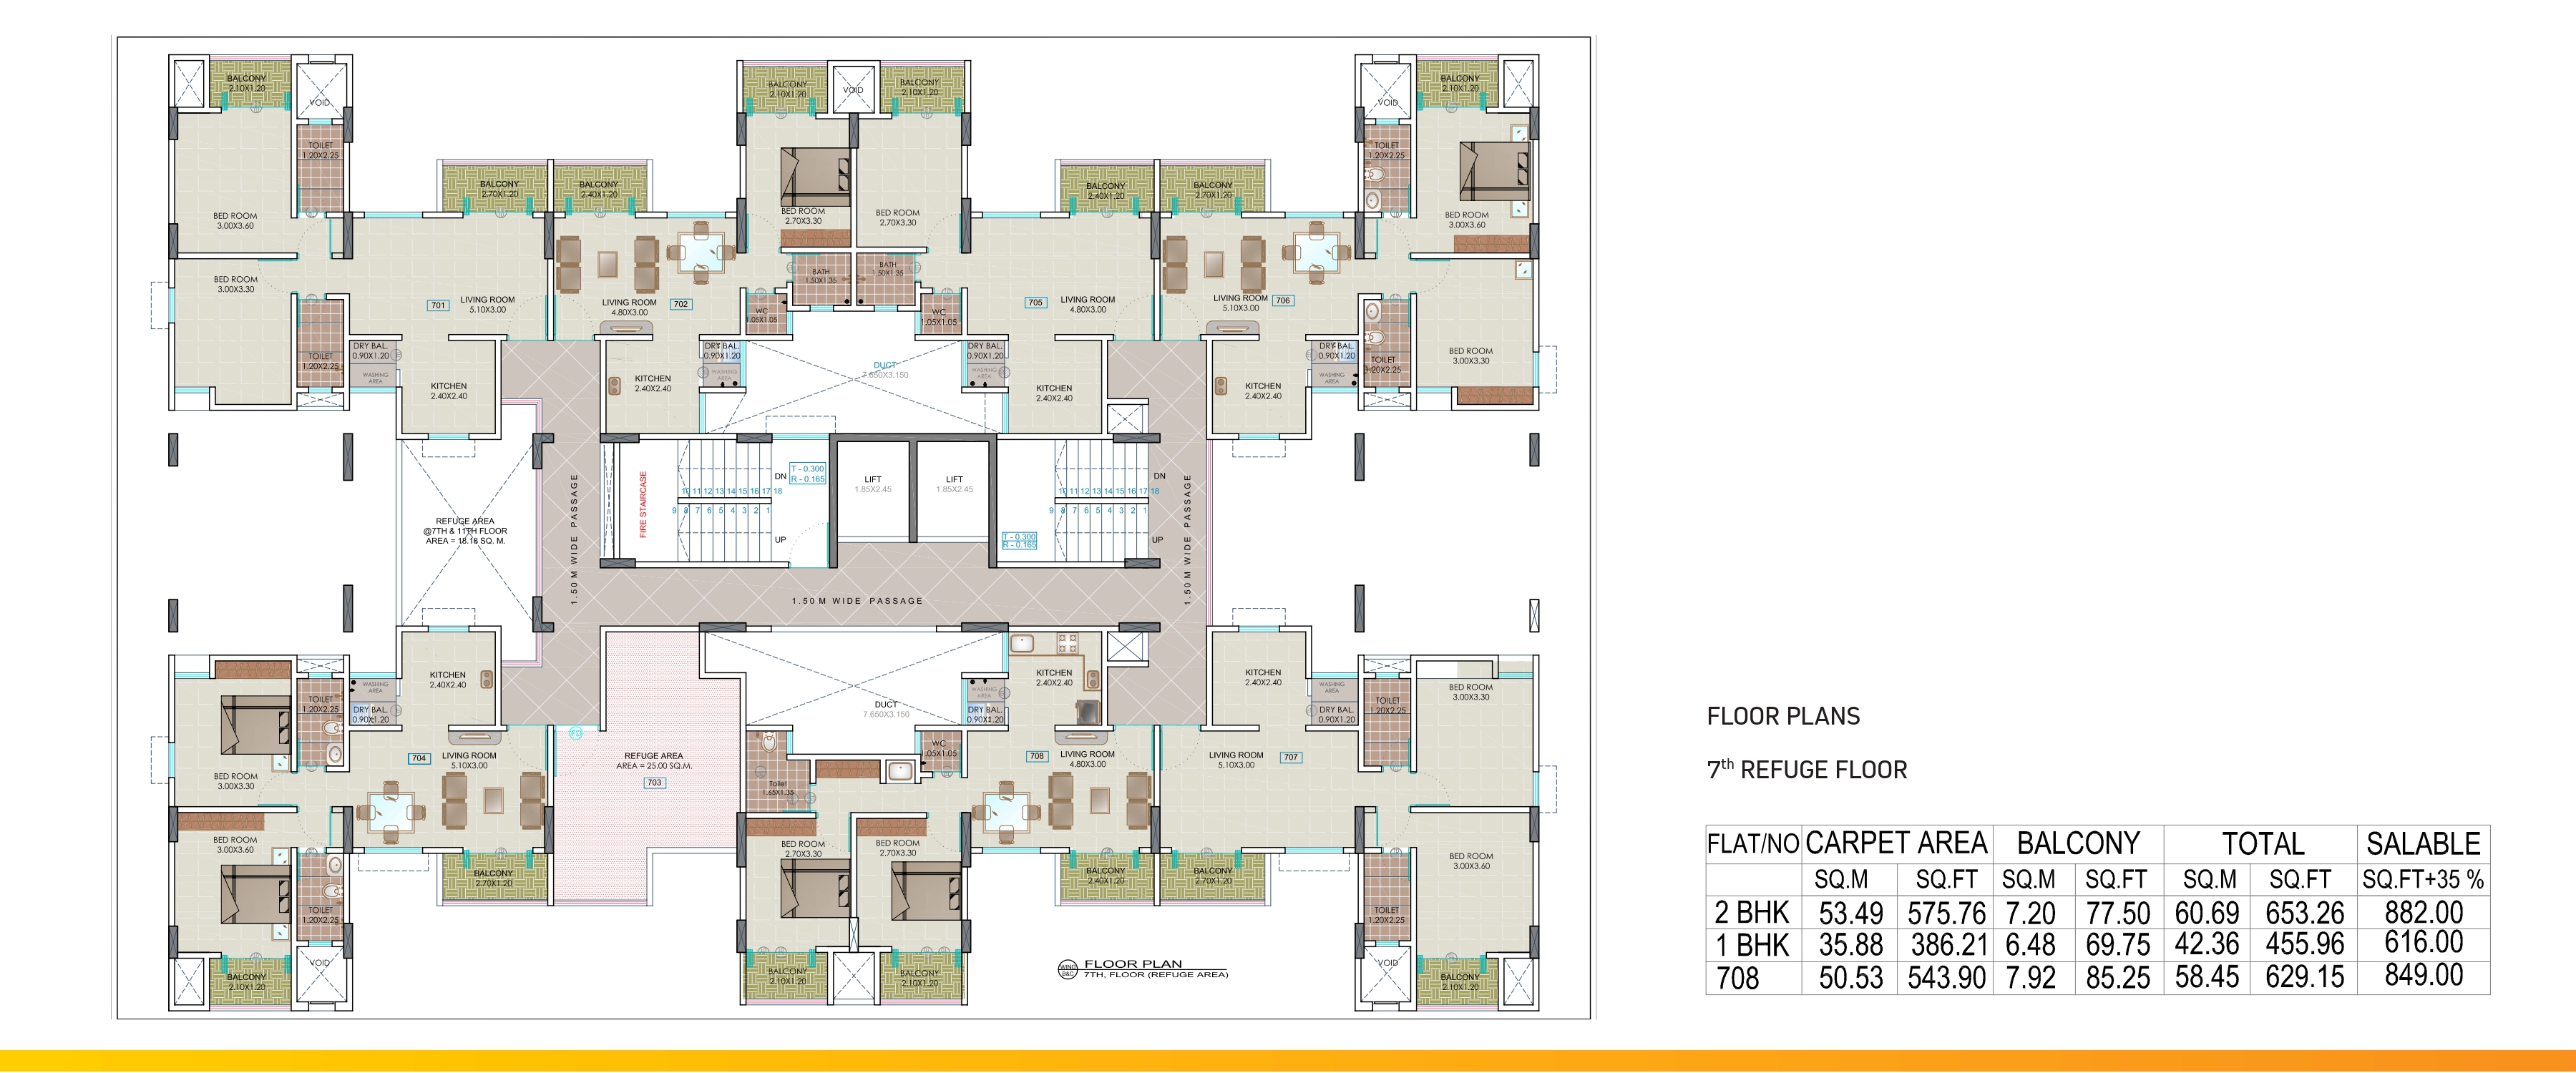 BALCONY
2.10X1.20
VOID
TOILET
1.20X2.25
BED ROOM
3.00X3.60
BED ROOM
3.00X3.30
TOILET
1.20X2.25
BALCONY
2.70X1.20
701
LIVING ROOM
5.10X3.00
DRY BAL.
0.90X1.20
WASHING
AREA
KITCHEN
2.40X2.40
BALCONY
2.40X1.20
LIVING ROOM
4.80X3.00
702
KITCHEN
2.40X2.40
DRY BAL.
0.90X1.20
WASHING
AREA
BALCONY
2.10X1.20
VOID
BALCONY
2.10X1.20
BED ROOM
2.70X3.30
BED ROOM
2.70X3.30
BATH
1.50X1.35
BATH
1.50X1.35
WC
1.05X1.05
WC
1.05X1.05
DUCT
7.650X3.150
BALCONY
2.40X1.20
705
LIVING ROOM
4.80X3.00
DRY BAL.
0.90X1.20
WASHING
AREA
KITCHEN
2.40X2.40
BALCONY
2.70X1.20
LIVING ROOM
5.10X3.00
706
KITCHEN
2.40X2.40
DRY BAL.
0.90X1.20
WASHING
AREA
VOID
BALCONY
2.10X1.20
TOILET
1.20X2.25
BED ROOM
3.00X3.60
TOILET
1.20X2.25
BED ROOM
3.00X3.30
REFUGE AREA
@7TH & 11TH FLOOR
AREA = 18.18 SQ. M.
1.50 M WIDE PASSAGE
FIRE STAIRCASE
10 11 12 13 14 15 16 17 18
DN
9 8 7 6 5 4 3 2 1
UP
T - 0.300
R - 0.165
LIFT
1.85X2.45
LIFT
1.85X2.45
10 11 12 13 14 15 16 17 18
DN
9 8 7 6 5 4 3 2 1
UP
T - 0.300
R - 0.165
1.50 M WIDE PASSAGE
1.50 M WIDE PASSAGE
KITCHEN
2.40X2.40
WASHING
AREA
DRY BAL.
0.90X1.20
TOILET
1.20X2.25
BED ROOM
3.00X3.30
704
LIVING ROOM
5.10X3.00
BED ROOM
3.00X3.60
TOILET
1.20X2.25
BALCONY
2.70X1.20
VOID
BALCONY
2.10X1.20
FD
REFUGE AREA
AREA = 25.00 SQ.M.
703
DUCT
7.650X3.150
Toilet
1.65X1.35
WC
1.05X1.05
BED ROOM
2.70X3.30
BED ROOM
2.70X3.30
BALCONY
2.10X1.20
BALCONY
2.10X1.20
KITCHEN
2.40X2.40
WASHING
AREA
DRY BAL.
0.90X1.20
708
LIVING ROOM
4.80X3.00
BALCONY
2.40X1.20
KITCHEN
2.40X2.40
WASHING
AREA
DRY BAL.
0.90X1.20
LIVING ROOM
5.10X3.00
707
BALCONY
2.70X1.20
TOILET
1.20X2.25
BED ROOM
3.00X3.30
BED ROOM
3.00X3.60
TOILET
1.20X2.25
VOID
BALCONY
2.10X1.20
WING
B&C
FLOOR PLAN
7TH, FLOOR (REFUGE AREA)
FLOOR PLANS
7th REFUGE FLOOR
FLAT/NO CARPET AREA BALCONY TOTAL SALABLE
SQ.M SQ.FT SQ.M SQ.FT SQ.M SQ.FT SQ.FT+35 %
2 BHK 53.49 575.76 7.20 77.50 60.69 653.26 882.00
1 BHK 35.88 386.21 6.48 69.75 42.36 455.96 616.00
708 50.53 543.90 7.92 85.25 58.45 629.15 849.00